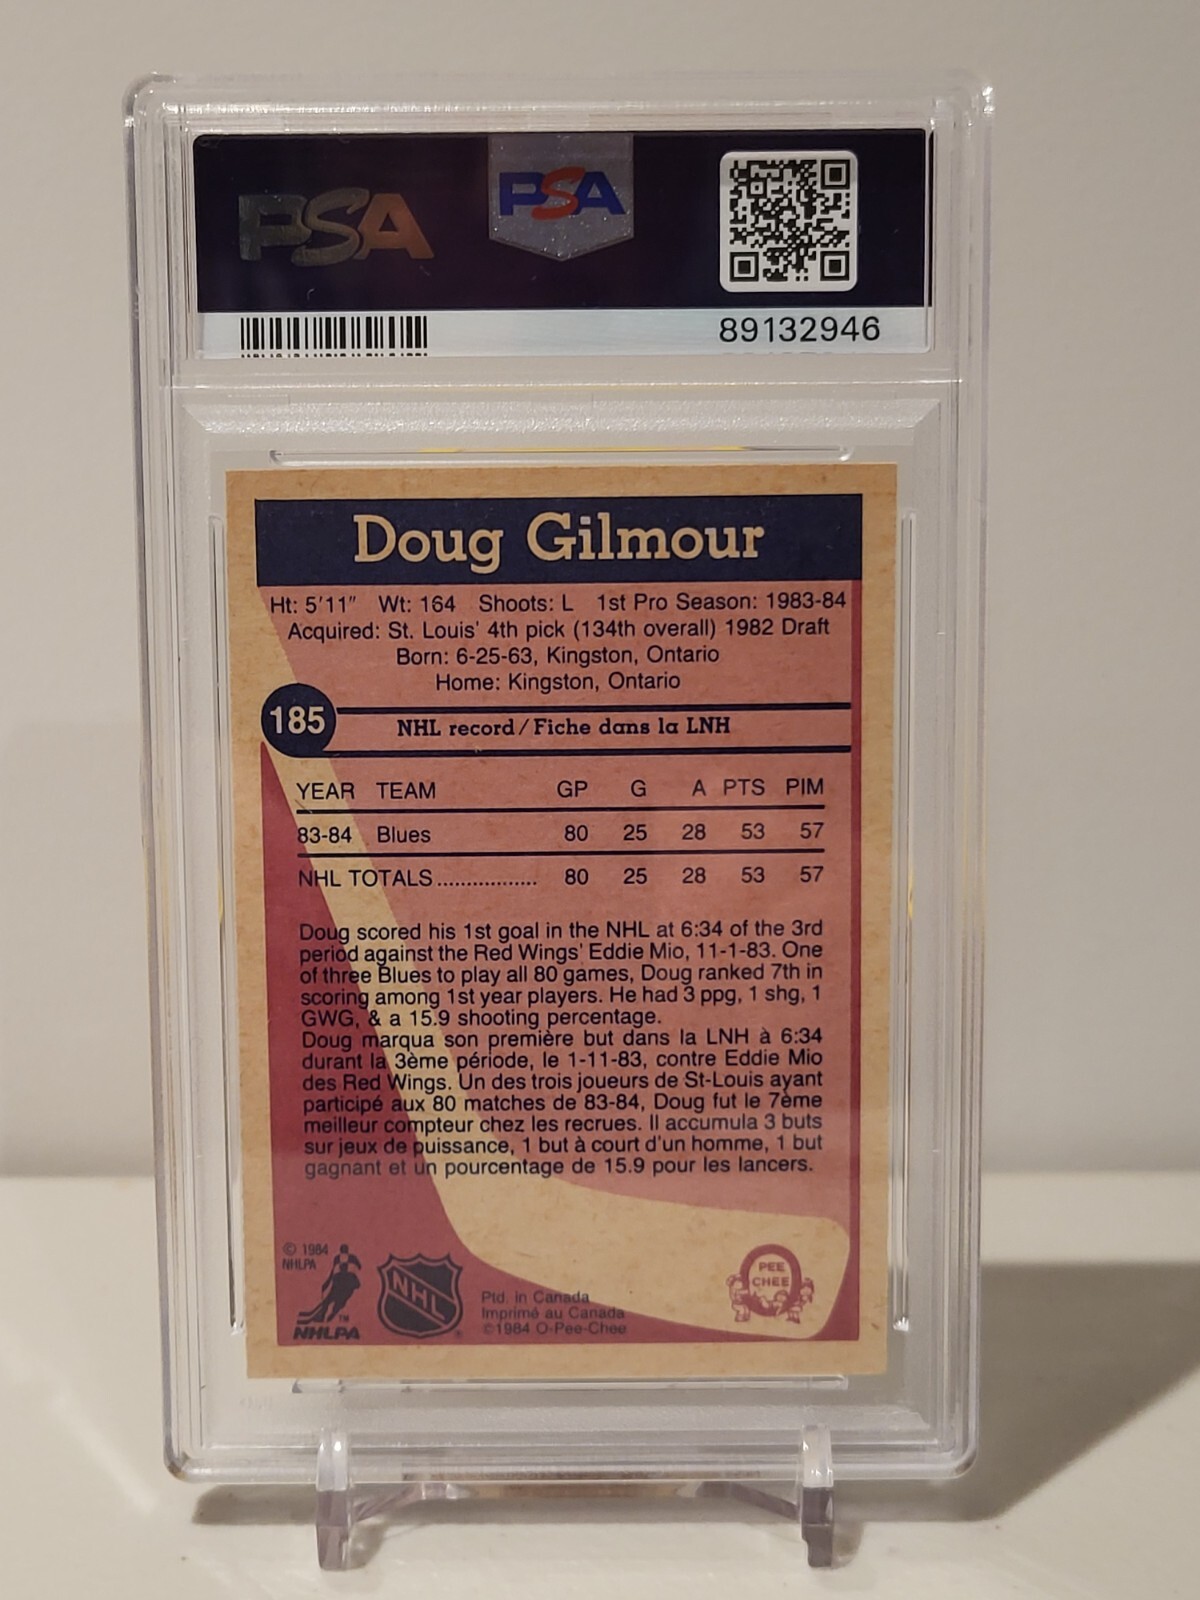 PSA
PSA
89132946
Doug Gilmour
Ht: 5'11" Wt: 164 Shoots: L 1st Pro Season: 1983-84
Acquired: St. Louis' 4th pick (134th overall) 1982 Draft
Born: 6-25-63, Kingston, Ontario
Home: Kingston, Ontario
185
NHL record/Fiche dans la LNH
YEAR TEAM GP G A PTS PIM
83-84 Blues 80 25 28 53 57
NHL TOTALS................. 80 25 28 53 57
Doug scored his 1st goal in the NHL at 6:34 of the 3rd
period against the Red Wings' Eddie Mio, 11-1-83. One
of three Blues to play all 80 games, Doug ranked 7th in
scoring among 1st year players. He had 3 ppg, 1 shg, 1
GWG, & a 15.9 shooting percentage.
Doug marqua son première but dans la LNH à 6:34
durant la 3ème période, le 1-11-83, contre Eddie Mio
des Red Wings. Un des trois joueurs de St-Louis ayant
participé aux 80 matches de 83-84, Doug fut le 7ème
meilleur compteur chez les recrues. Il accumula 3 buts
sur jeux de puissance, 1 but à court d'un homme, 1 but
gagnant et un pourcentage de 15.9 pour les lancers.
© 1984
NHLPA
TM
NHLPA
NHL
Ptd. in Canada
Imprimé au Canada
©1984 O-Pee-Chee
PEE
CHEE